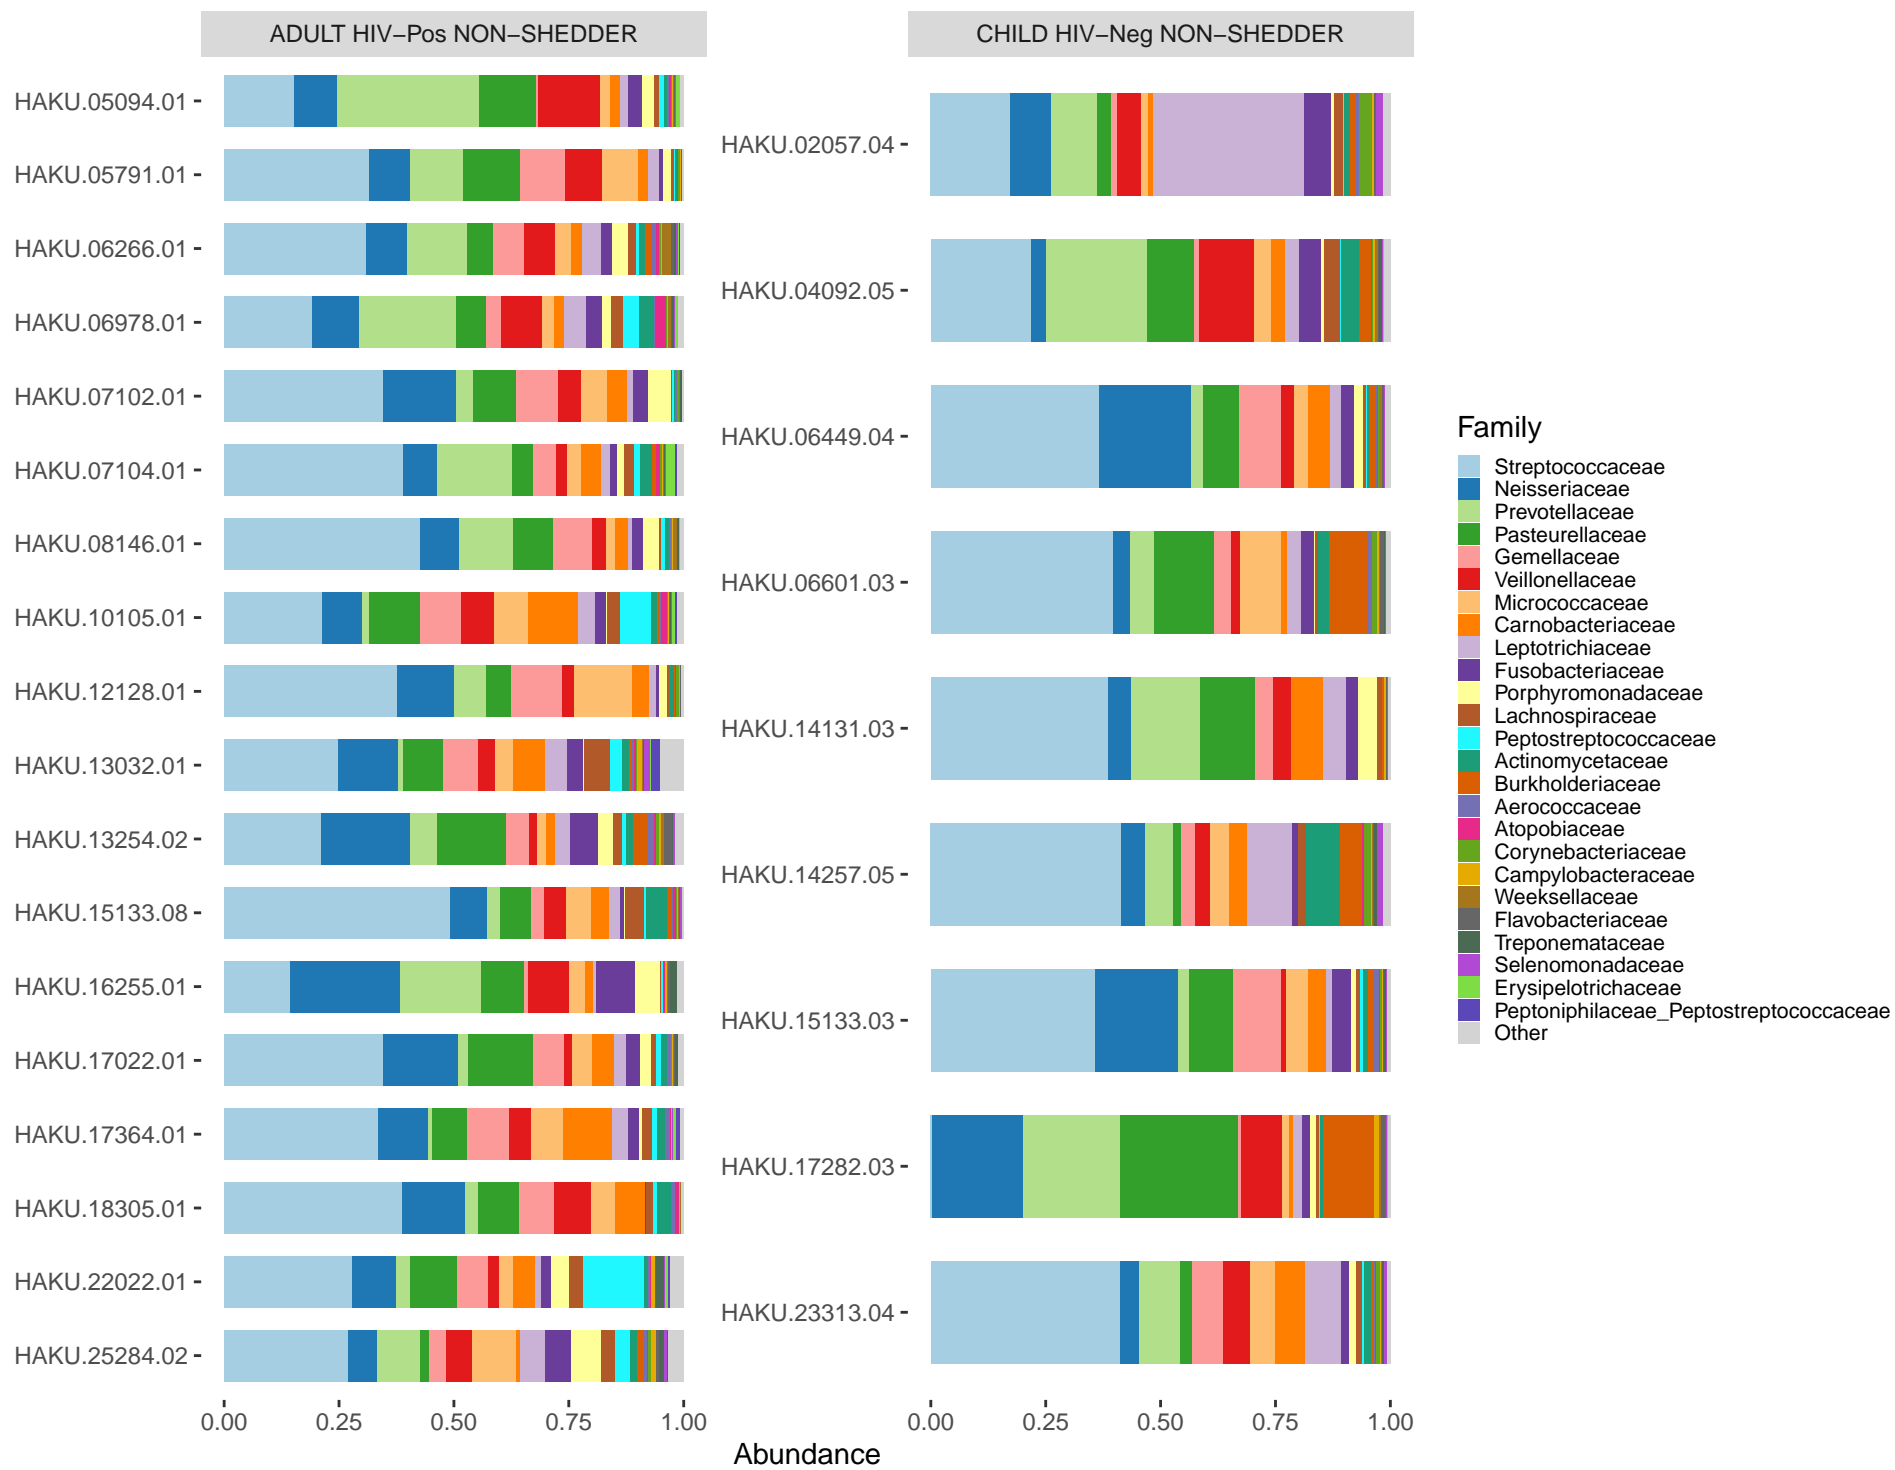 ADULT HIV−Pos NON−SHEDDER
HAKU.05094.01
HAKU.05791.01
HAKU.06266.01
HAKU.06978.01
HAKU.07102.01
HAKU.07104.01
HAKU.08146.01
HAKU.10105.01
HAKU.12128.01
HAKU.13032.01
HAKU.13254.02
HAKU.15133.08
HAKU.16255.01
HAKU.17022.01
HAKU.17364.01
HAKU.18305.01
HAKU.22022.01
HAKU.25284.02
0.00 0.25 0.50 0.75 1.00
CHILD HIV−Neg NON−SHEDDER
HAKU.02057.04
HAKU.04092.05
HAKU.06449.04
HAKU.06601.03
HAKU.14131.03
HAKU.14257.05
HAKU.15133.03
HAKU.17282.03
HAKU.23313.04
0.00 0.25 0.50 0.75 1.00
Abundance
Family
Streptococcaceae
Neisseriaceae
Prevotellaceae
Pasteurellaceae
Gemellaceae
Veillonellaceae
Micrococcaceae
Carnobacteriaceae
Leptotrichiaceae
Fusobacteriaceae
Porphyromonadaceae
Lachnospiraceae
Peptostreptococcaceae
Actinomycetaceae
Burkholderiaceae
Aerococcaceae
Atopobiaceae
Corynebacteriaceae
Campylobacteraceae
Weeksellaceae
Flavobacteriaceae
Treponemataceae
Selenomonadaceae
Erysipelotrichaceae
Peptoniphilaceae_Peptostreptococcaceae
Other